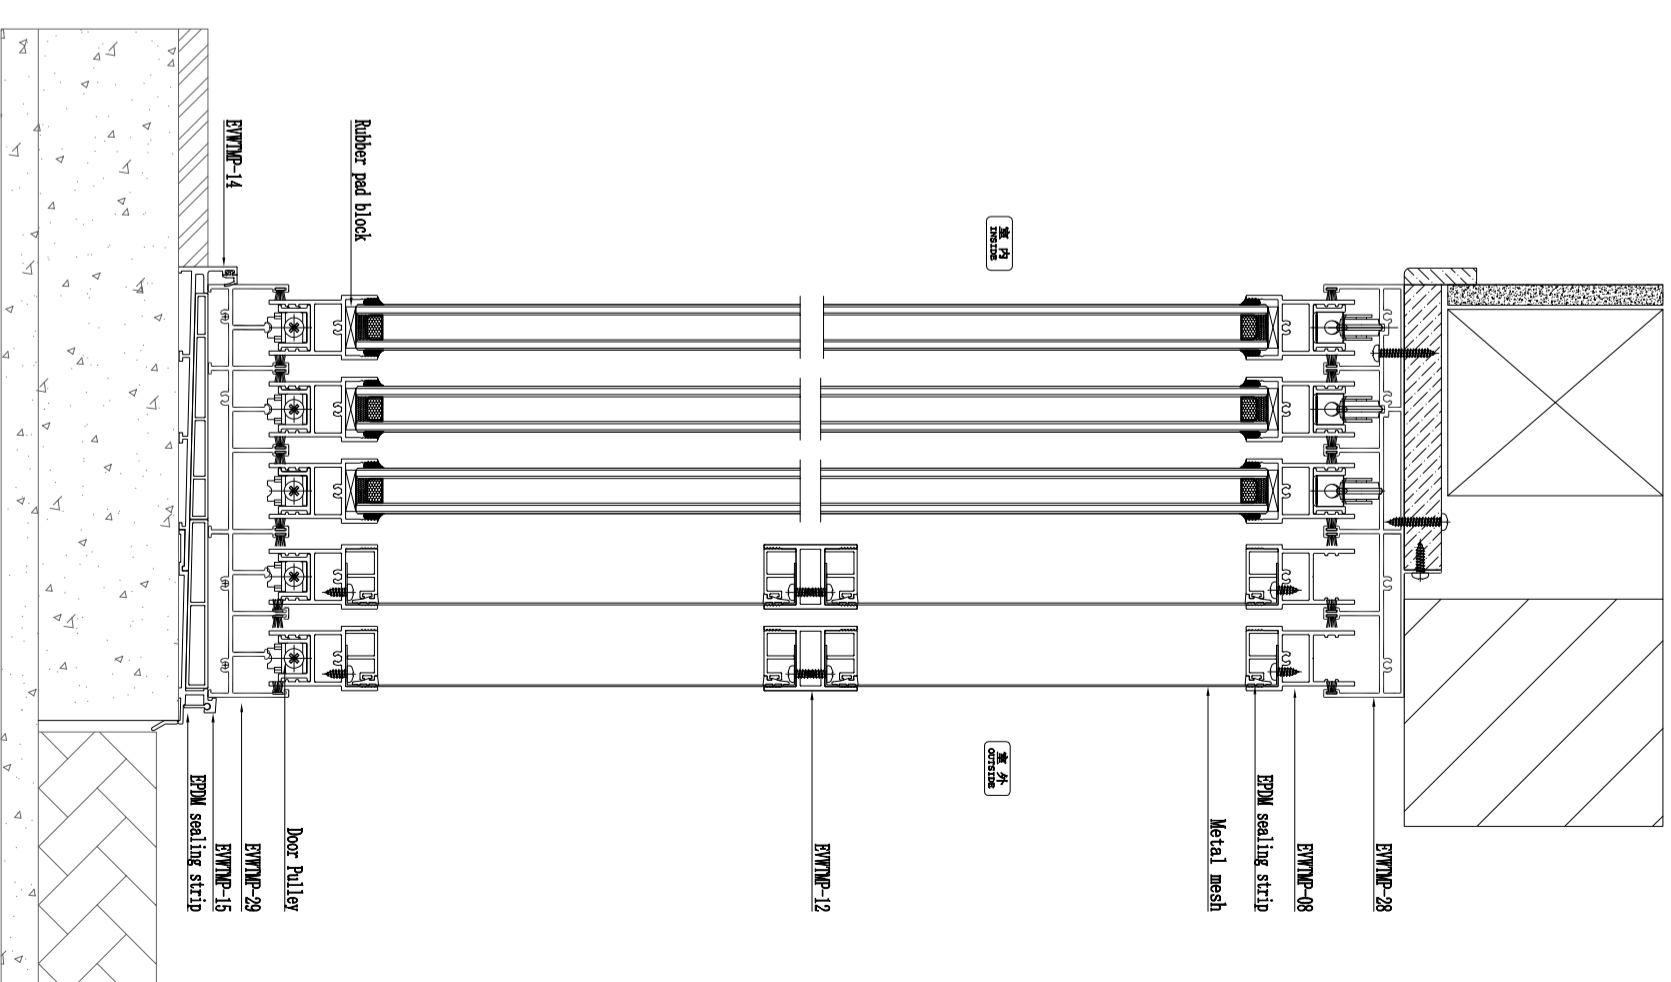 EVWTMP-14
Rubber pad block
室内
INSIDE
室外
OUTSIDE
EVWTMP-28
EVWTMP-08
EPDM sealing strip
Metal mesh
EVWTMP-12
Door Pulley
EVWTMP-29
EVWTMP-15
EPDM sealing strip